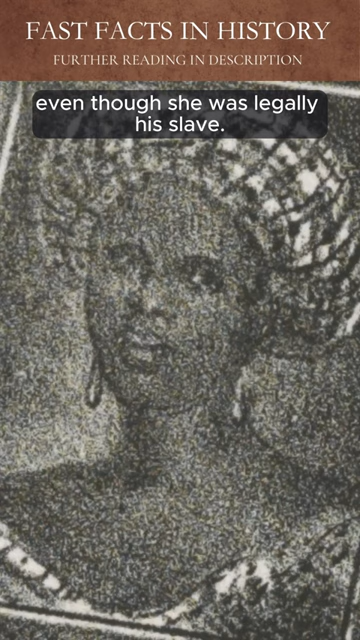 FAST FACTS IN HISTORY
FURTHER READING IN DESCRIPTION
even though she was legally
his slave.